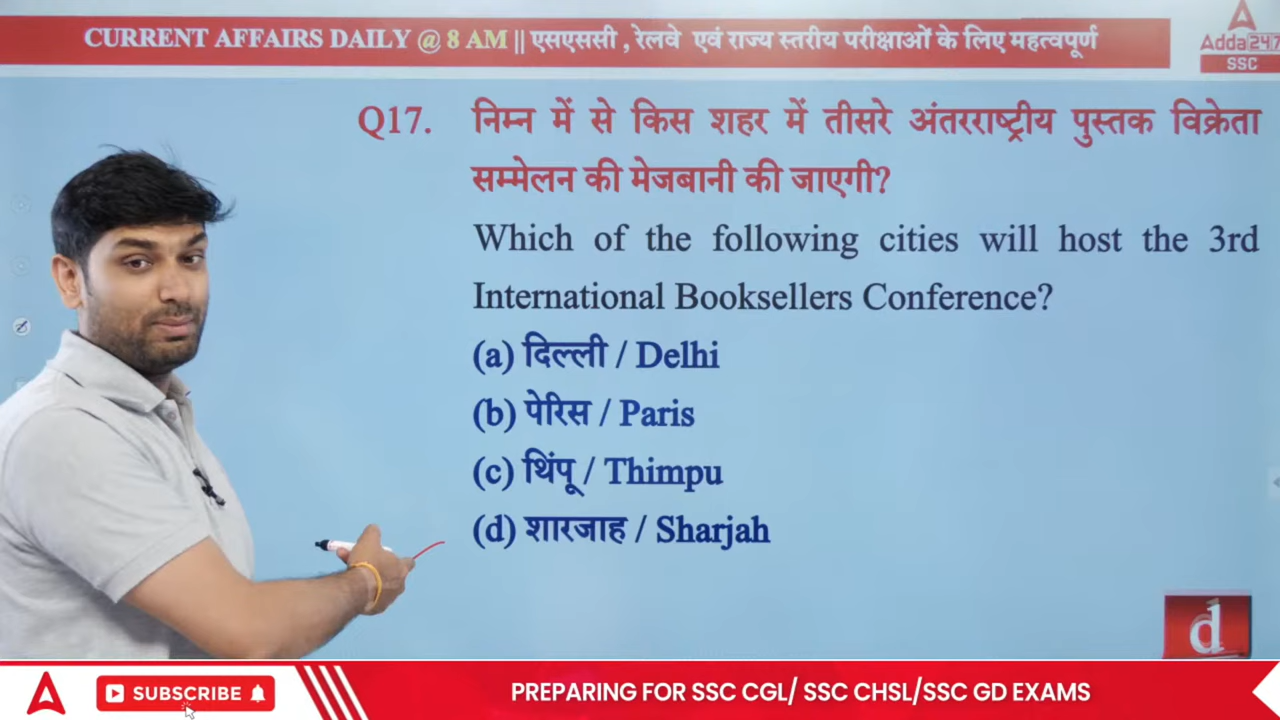 CURRENT AFFAIRS DAILY @ 8 AM || एसएससी , रेलवे एवं राज्य स्तरीय परीक्षाओं के लिए महत्वपूर्ण
Adda247
SSC
Q17. निम्न में से किस शहर में तीसरे अंतरराष्ट्रीय पुस्तक विक्रेता
सम्मेलन की मेजबानी की जाएगी?
Which of the following cities will host the 3rd
International Booksellers Conference?
(a) दिल्ली / Delhi
(b) पेरिस / Paris
(c) थिंपू / Thimpu
(d) शारजाह / Sharjah
d
SUBSCRIBE
PREPARING FOR SSC CGL/ SSC CHSL/SSC GD EXAMS